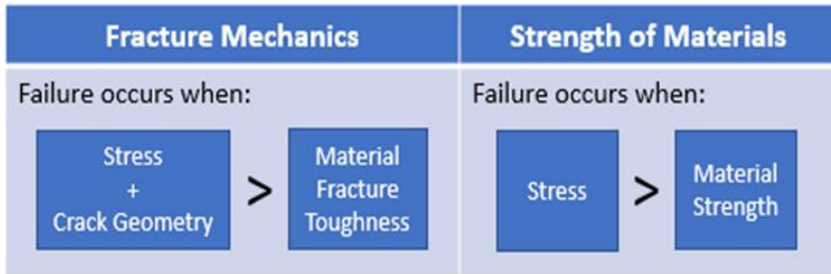 Fracture Mechanics
Strength of Materials
Failure occurs when:
Stress
+
Crack Geometry
>
Material
Fracture
Toughness
Failure occurs when:
Stress
>
Material
Strength